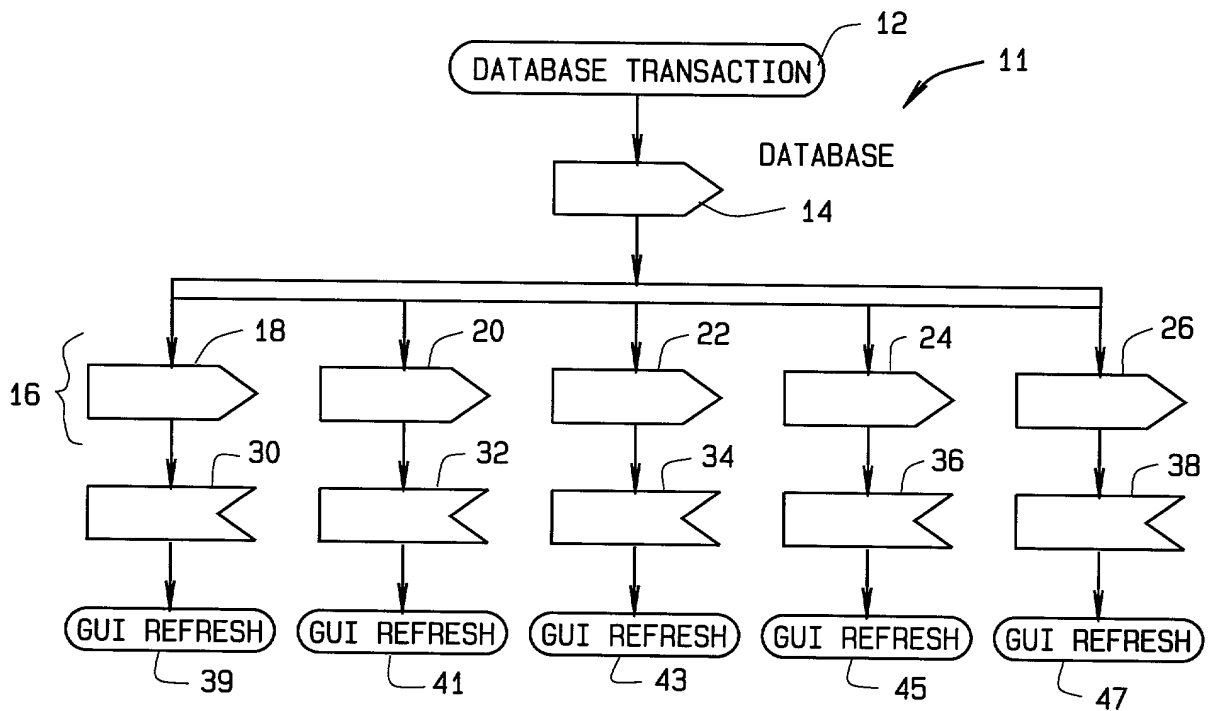 12
DATABASE TRANSACTION
11
DATABASE
14
16
18
20
22
24
26
30
32
34
36
38
GUI REFRESH
GUI REFRESH
GUI REFRESH
GUI REFRESH
GUI REFRESH
39
41
43
45
47